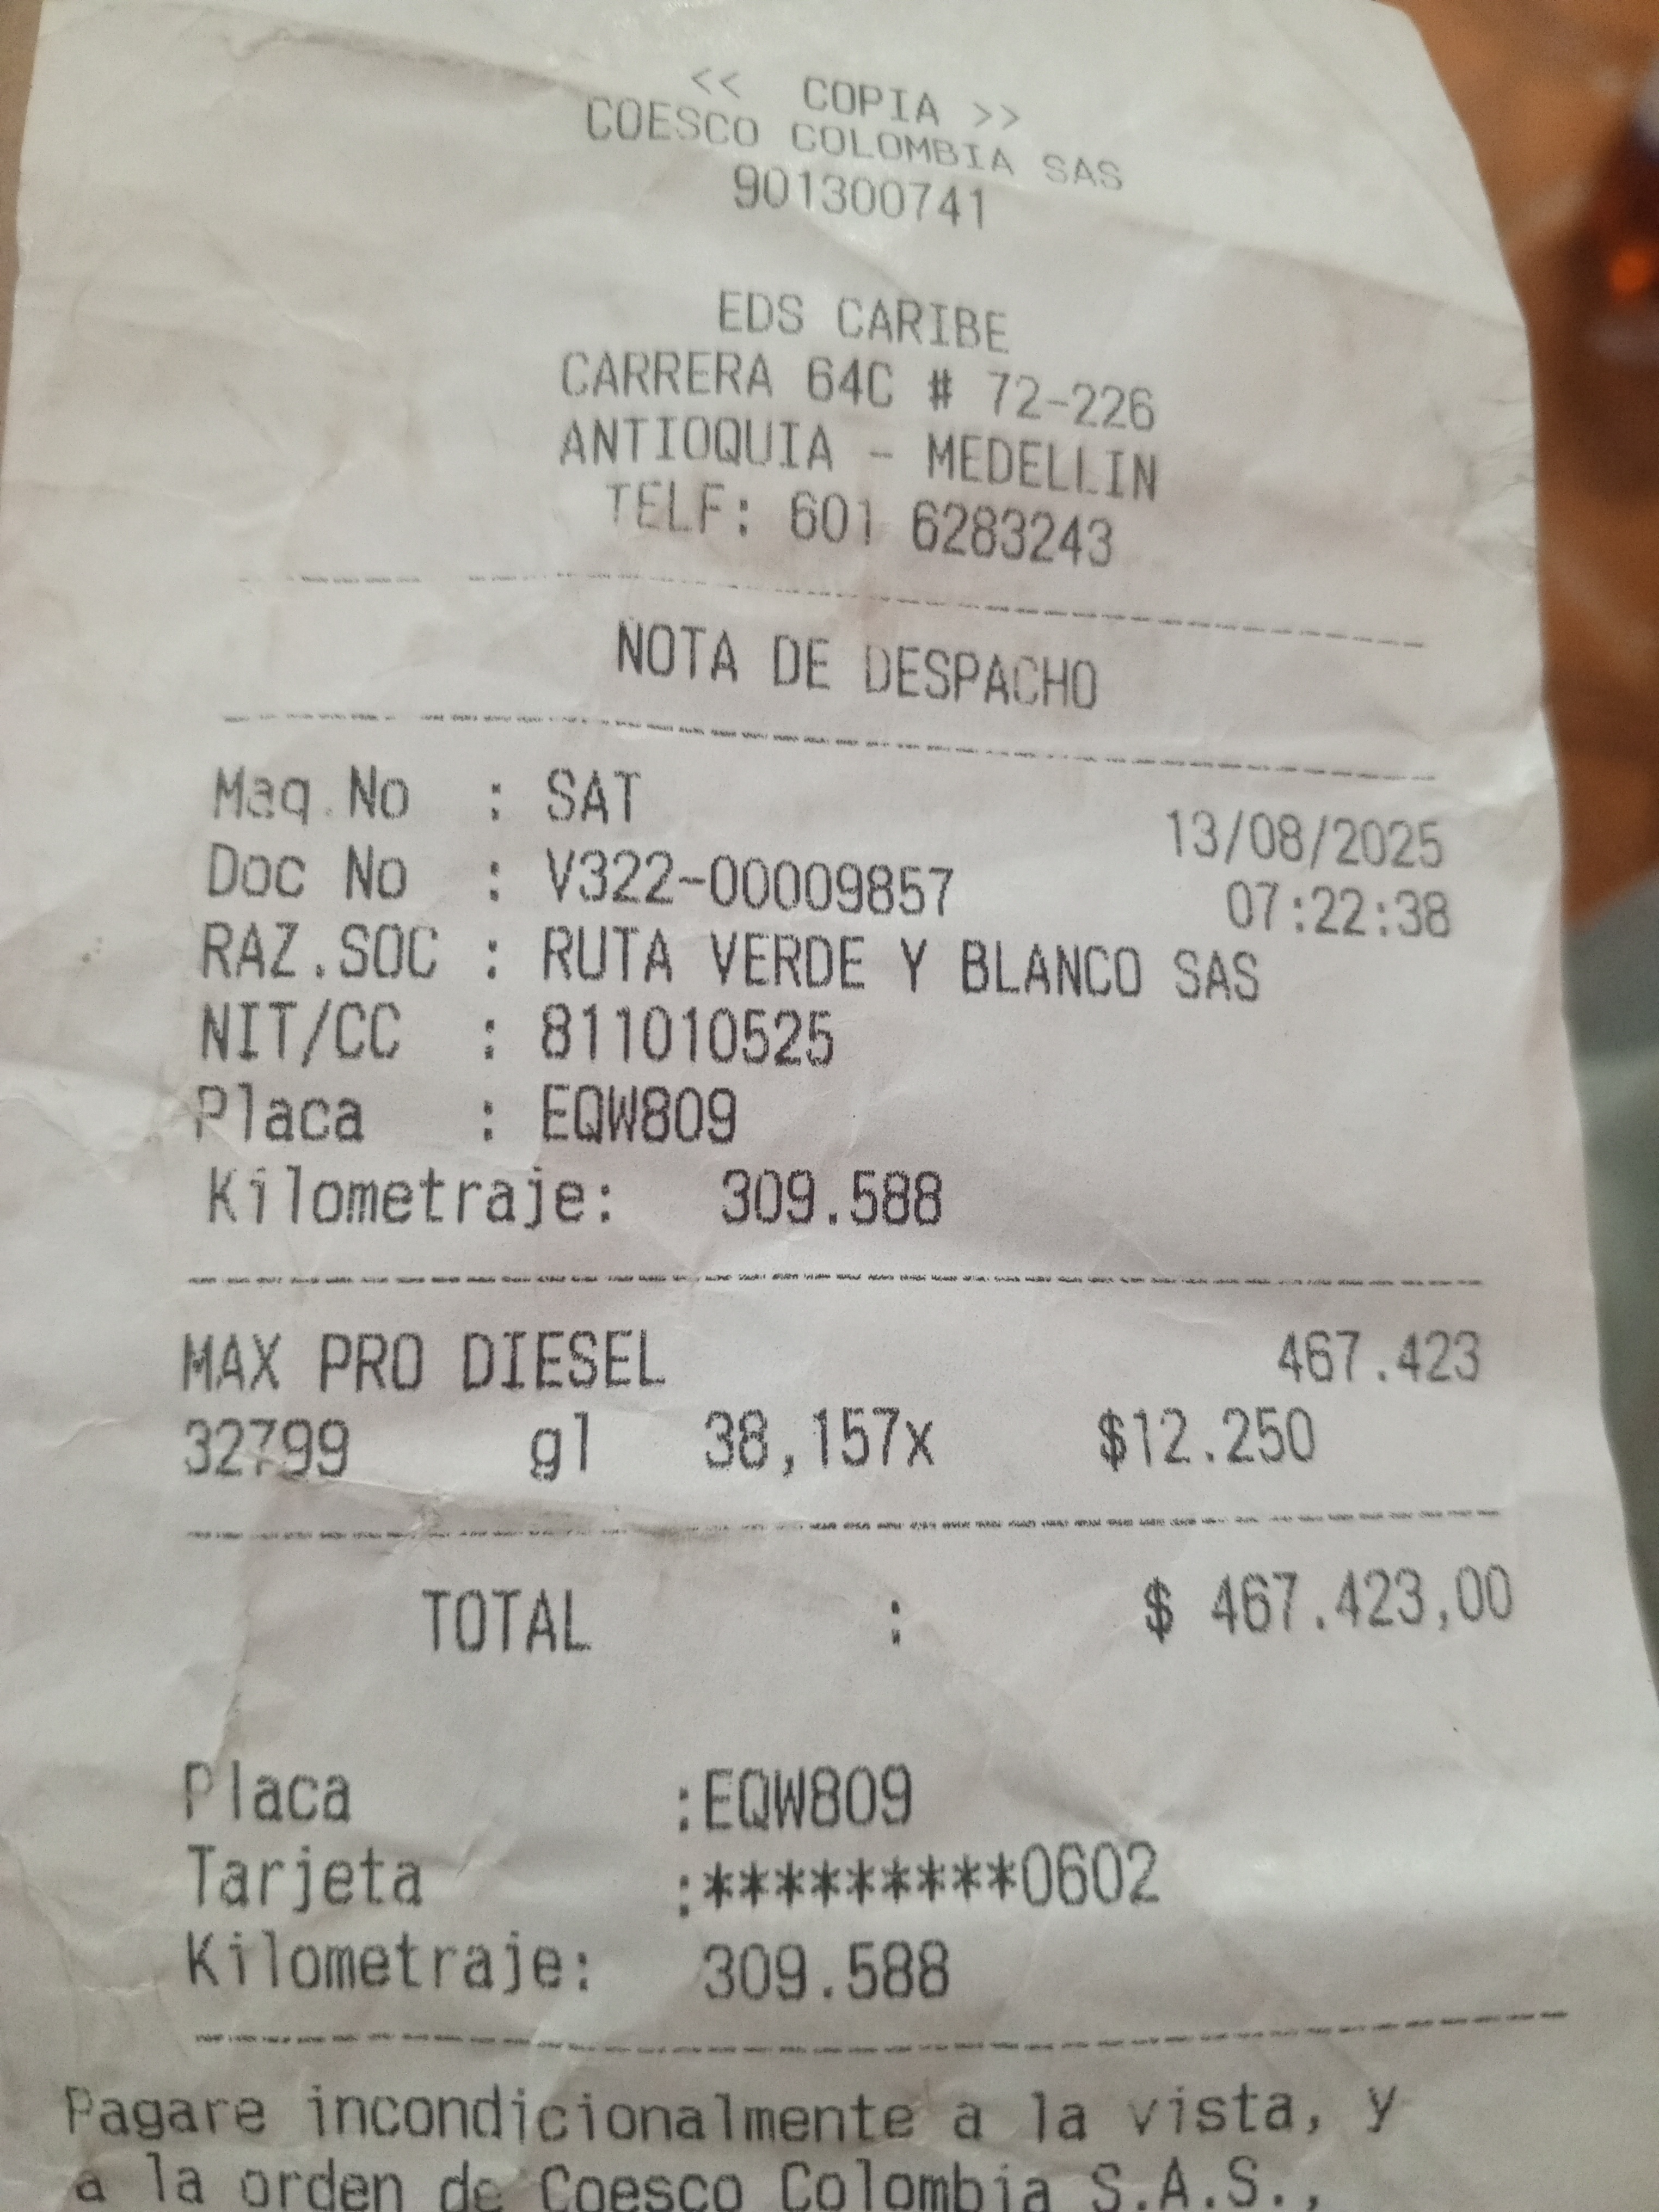 << COPIA >>
COESCO COLOMBIA SAS
901300741
EDS CARIBE
CARRERA 64C # 72-226
ANTIOQUIA - MEDELLIN
TELF: 601 6283243
NOTA DE DESPACHO
Maq.No : SAT 13/08/2025
Doc No : V322-00009857 07:22:38
RAZ.SOC : RUTA VERDE Y BLANCO SAS
NIT/CC : 811010525
Placa : EQW809
Kilometraje: 309.588
MAX PRO DIESEL 467.423
32799 gl 38,157x $12.250
TOTAL : $ 467.423,00
Placa :EQW809
Tarjeta :*********0602
Kilometraje: 309.588
Pagare incondicionalmente a la vista, y
a la orden de Coesco Colombia S.A.S.,